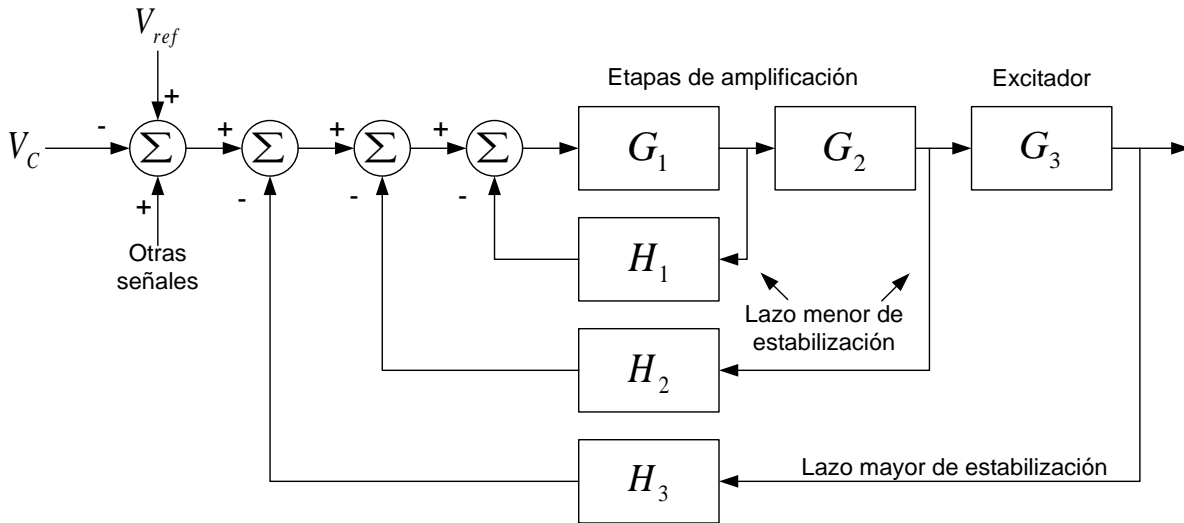 V_ref
Etapas de amplificación
Excitador
+
V_C
-
Σ
+
Σ
+
Σ
+
Σ
G_1
G_2
G_3
+
-
-
-
Otras
señales
H_1
Lazo menor de
estabilización
H_2
Lazo mayor de estabilización
H_3